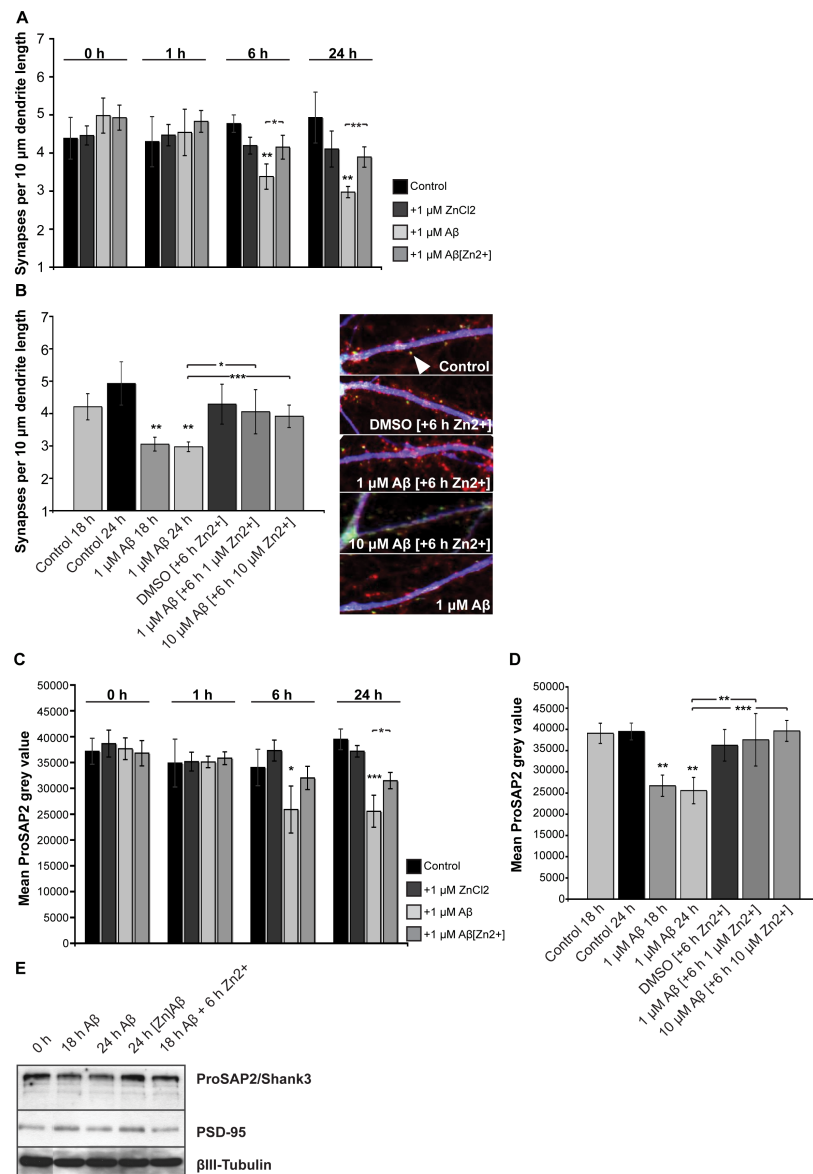 A
0 h 1 h 6 h 24 h
Synapses per 10 µm dendrite length
7
6
5
4
3
2
1
* **
** **
Control
+1 µM ZnCl2
+1 µM Aβ
+1 µM Aβ[Zn2+]
B
Synapses per 10 µm dendrite length
7
6
5
4
3
2
1
*
***
** **
Control 18 h
Control 24 h
1 µM Aβ 18 h
1 µM Aβ 24 h
DMSO [+6 h Zn2+]
1 µM Aβ [+6 h 1 µM Zn2+]
10 µM Aβ [+6 h 10 µM Zn2+]
Control
DMSO [+6 h Zn2+]
1 µM Aβ [+6 h Zn2+]
10 µM Aβ [+6 h Zn2+]
1 µM Aβ
C
0 h 1 h 6 h 24 h
Mean ProSAP2 grey value
50000
45000
40000
35000
30000
25000
20000
15000
10000
5000
0
*
* ***
Control
+1 µM ZnCl2
+1 µM Aβ
+1 µM Aβ[Zn2+]
D
Mean ProSAP2 grey value
50000
45000
40000
35000
30000
25000
20000
15000
10000
5000
0
**
***
** **
Control 18 h
Control 24 h
1 µM Aβ 18 h
1 µM Aβ 24 h
DMSO [+6 h Zn2+]
1 µM Aβ [+6 h 1 µM Zn2+]
10 µM Aβ [+6 h 10 µM Zn2+]
E
0 h
18 h Aβ
24 h Aβ
24 h [Zn]Aβ
18 h Aβ + 6 h Zn2+
ProSAP2/Shank3
PSD-95
βIII-Tubulin